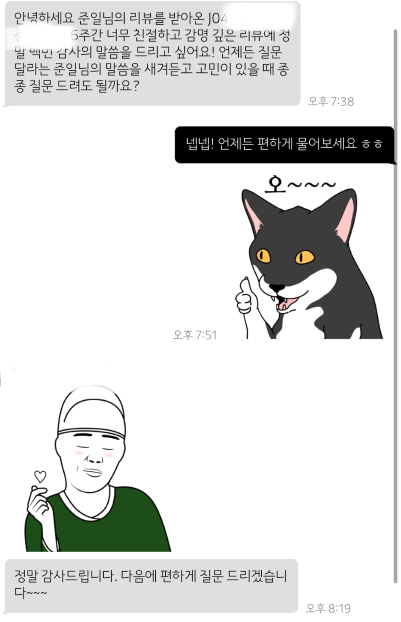 안녕하세요 준일님의 리뷰를 받아온 J04
6주간 너무 친절하고 감명 깊은 리뷰에 정
말 백번 감사의 말씀을 드리고 싶어요! 언제든 질문
달라는 준일님의 말씀을 새겨듣고 고민이 있을 때 종
종 질문 드려도 될까요?
오후 7:38
넵넵! 언제든 편하게 물어보세요 ㅎㅎ
오~~~
오후 7:51
정말 감사드립니다. 다음에 편하게 질문 드리겠습니
다~~~
오후 8:19